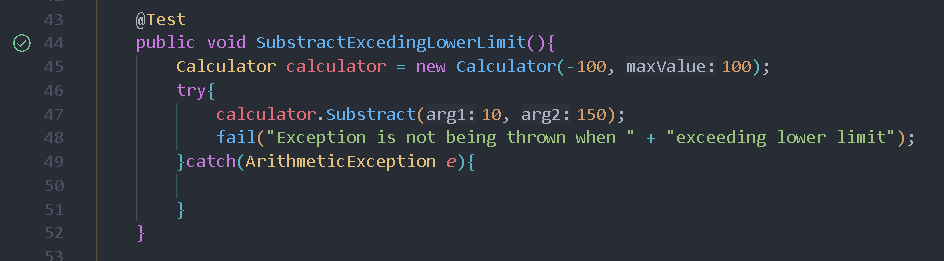 43 @Test
44 public void SubstractExcedingLowerLimit(){
45 Calculator calculator = new Calculator(-100, maxValue: 100);
46 try{
47 calculator.Substract(arg1: 10, arg2: 150);
48 fail("Exception is not being thrown when " + "exceeding lower limit");
49 }catch(ArithmeticException e){
50
51 }
52 }
53